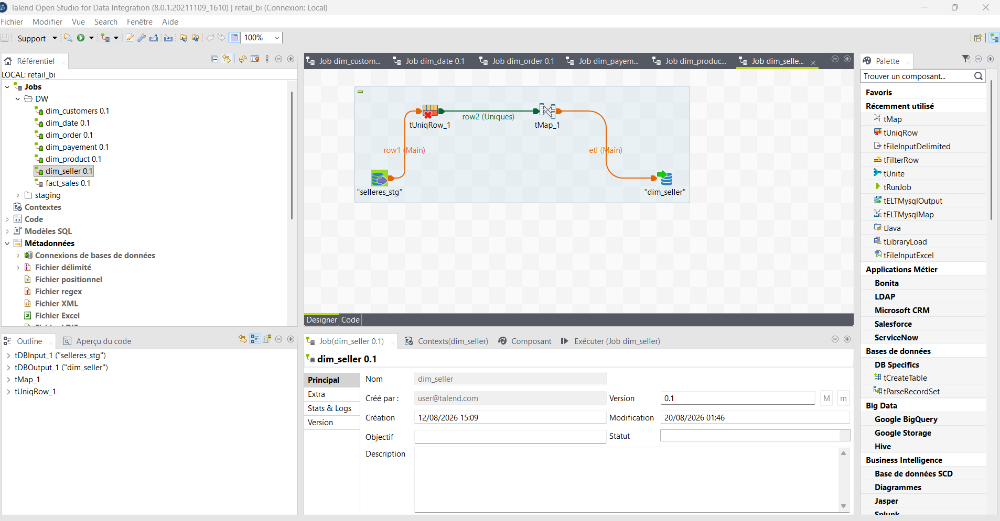 Talend Open Studio for Data Integration (8.0.1.20211109_1610) | retail_bi (Connexion: Local)
Fichier Modifier Vue Search Fenêtre Aide
Support 100%
Référentiel
LOCAL: retail_bi
Jobs
DW
dim_customers 0.1
dim_date 0.1
dim_order 0.1
dim_payement 0.1
dim_product 0.1
dim_seller 0.1
fact_sales 0.1
staging
Contextes
Code
Modèles SQL
Métadonnées
Connexions de bases de données
Fichier délimité
Fichier positionnel
Fichier regex
Fichier XML
Fichier Excel
Job dim_custom... Job dim_date 0.1 Job dim_order 0.1 Job dim_payem... Job dim_produc... Job dim_selle...
row2 (Uniques)
tUniqRow_1 tMap_1
row1 (Main) etl (Main)
"selleres_stg" "dim_seller"
Designer Code
Palette
Trouver un composant...
Favoris
Récemment utilisé
tMap
tUniqRow
tFileInputDelimited
tFilterRow
tUnite
tRunJob
tELTMysqlOutput
tELTMysqlMap
tJava
tLibraryLoad
tFileInputExcel
Applications Métier
Bonita
LDAP
Microsoft CRM
Salesforce
ServiceNow
Bases de données
DB Specifics
tCreateTable
tParseRecordSet
Big Data
Google BigQuery
Google Storage
Hive
Business Intelligence
Base de données SCD
Diagrammes
Jasper
Splunk
Outline Aperçu du code
tDBInput_1 ("selleres_stg")
tDBOutput_1 ("dim_seller")
tMap_1
tUniqRow_1
Job(dim_seller 0.1) Contexts(dim_seller) Composant Exécuter (Job dim_seller)
dim_seller 0.1
Principal
Extra
Stats & Logs
Version
Nom dim_seller
Créé par : user@talend.com Version 0.1 M m
Création 12/08/2026 15:09 Modification 20/08/2026 01:46
Objectif Statut
Description